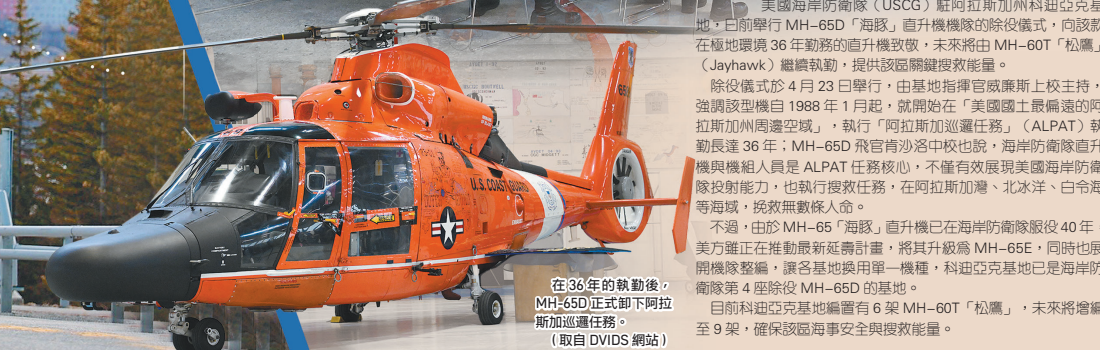 美國海岸防衛隊（USCG）駐阿拉斯加州科迪亞克基
地，日前舉行 MH-65D「海豚」直升機機隊的除役儀式，向該款
在極地環境 36 年勤務的直升機致敬，未來將由 MH-60T「松鷹」
（Jayhawk）繼續執勤，提供該區關鍵搜救能量。
除役儀式於 4 月 23 日舉行，由基地指揮官威廉斯上校主持，
強調該型機自 1988 年 1 月起，就開始在「美國國土最偏遠的阿
拉斯加州周邊空域」，執行「阿拉斯加巡邏任務」（ALPAT）執
勤長達 36 年；MH-65D 飛官肯沙洛中校也說，海岸防衛隊直升
機與機組人員是 ALPAT 任務核心，不僅有效展現美國海岸防衛
隊投射能力，也執行搜救任務，在阿拉斯加灣、北冰洋、白令海
等海域，挽救無數條人命。
不過，由於 MH-65「海豚」直升機已在海岸防衛隊服役 40 年，
美方雖正在推動最新延壽計畫，將其升級為 MH-65E，同時也展
開機隊整編，讓各基地換用單一機種，科迪亞克基地已是海岸防
衛隊第 4 座除役 MH-65D 的基地。
目前科迪亞克基地編置有 6 架 MH-60T「松鷹」，未來將增編
至 9 架，確保該區海事安全與搜救能量。
U.S. COAST GUARD
在 36 年的執勤後，
MH-65D 正式卸下阿拉
斯加巡邏任務。
（取自 DVIDS 網站）